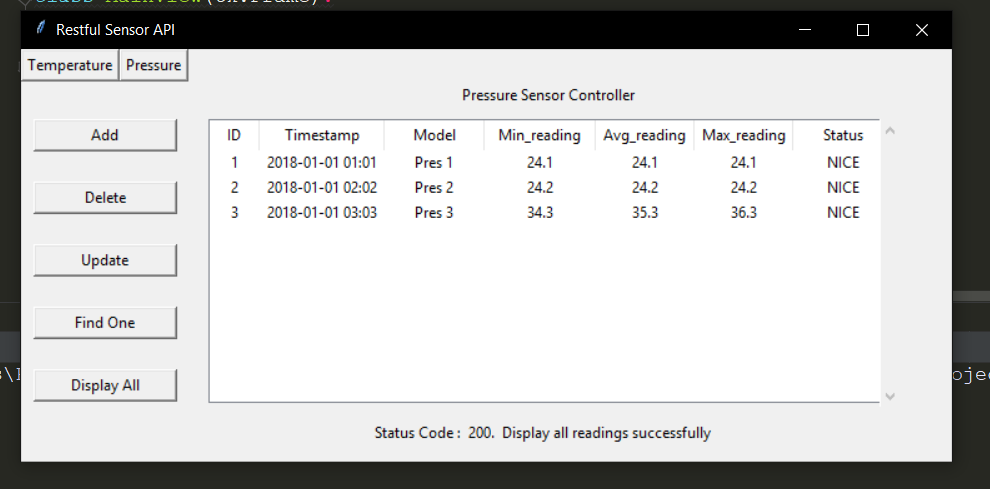 Restful Sensor API
Temperature Pressure
Pressure Sensor Controller
Add
Delete
Update
Find One
Display All
ID Timestamp Model Min_reading Avg_reading Max_reading Status
1 2018-01-01 01:01 Pres 1 24.1 24.1 24.1 NICE
2 2018-01-01 02:02 Pres 2 24.2 24.2 24.2 NICE
3 2018-01-01 03:03 Pres 3 34.3 35.3 36.3 NICE
Status Code : 200. Display all readings successfully